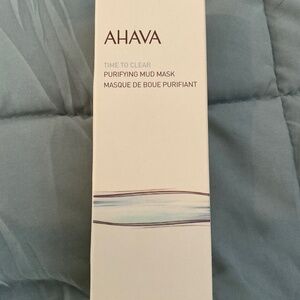 AHAVA
TIME TO CLEAR
PURIFYING MUD MASK
MASQUE DE BOUE PURIFIANT